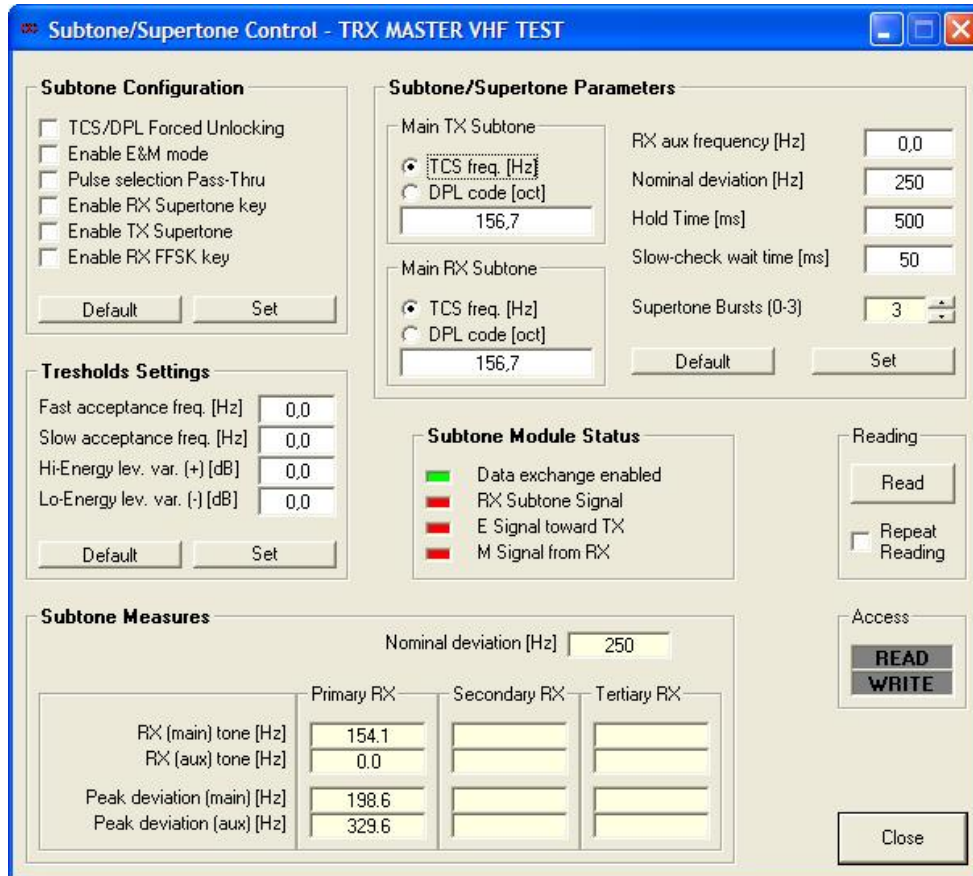 Subtone/Supertone Control - TRX MASTER VHF TEST
Subtone Configuration
TCS/DPL Forced Unlocking
Enable E&M mode
Pulse selection Pass-Thru
Enable RX Supertone key
Enable TX Supertone
Enable RX FFSK key
Default Set
Subtone/Supertone Parameters
Main TX Subtone
TCS freq. [Hz]
DPL code [oct]
156,7
Main RX Subtone
TCS freq. [Hz]
DPL code [oct]
156,7
RX aux frequency [Hz] 0,0
Nominal deviation [Hz] 250
Hold Time [ms] 500
Slow-check wait time [ms] 50
Supertone Bursts (0-3) 3
Default Set
Tresholds Settings
Fast acceptance freq. [Hz] 0,0
Slow acceptance freq. [Hz] 0,0
Hi-Energy lev. var. (+) [dB] 0,0
Lo-Energy lev. var. (-) [dB] 0,0
Default Set
Subtone Module Status
Data exchange enabled
RX Subtone Signal
E Signal toward TX
M Signal from RX
Reading
Read
Repeat
Reading
Subtone Measures
Nominal deviation [Hz] 250
Primary RX Secondary RX Tertiary RX
RX (main) tone [Hz] 154.1
RX (aux) tone [Hz] 0.0
Peak deviation (main) [Hz] 198.6
Peak deviation (aux) [Hz] 329.6
Access
READ
WRITE
Close